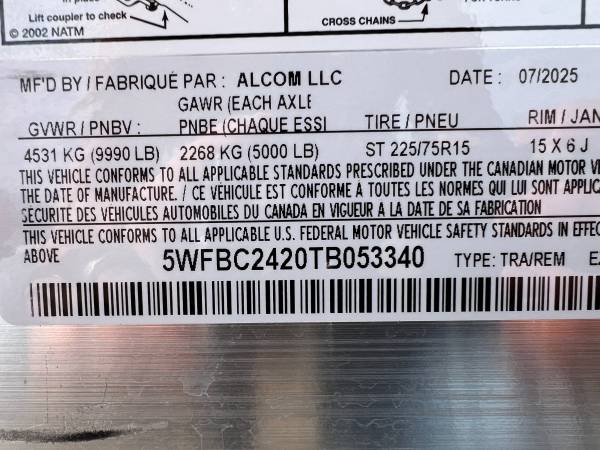 Lift coupler to check
© 2002 NATM
CROSS CHAINS
MF'D BY / FABRIQUÉ PAR : ALCOM LLC DATE : 07/2025
GAWR (EACH AXLE
GVWR / PNBV : PNBE (CHAQUE ESSI TIRE / PNEU RIM / JAN
4531 KG (9990 LB) 2268 KG (5000 LB) ST 225/75R15 15 X 6 J
THIS VEHICLE CONFORMS TO ALL APPLICABLE STANDARDS PRESCRIBED UNDER THE CANADIAN MOTOR V
THE DATE OF MANUFACTURE. / CE VÉHICULE EST CONFORME À TOUTES LES NORMES QUI LUI SONT APPLIC
SÉCURITE DES VÉHICULES AUTOMOBILES DU CANADA EN VIGUEUR À LA DATE DE SA FABRICATION
THIS VEHICLE CONFORMS TO ALL APPLICABLE U.S. FEDERAL MOTOR VEHICLE SAFETY STANDARDS IN EFFEC
ABOVE 5WFBC2420TB053340 TYPE: TRA/REM